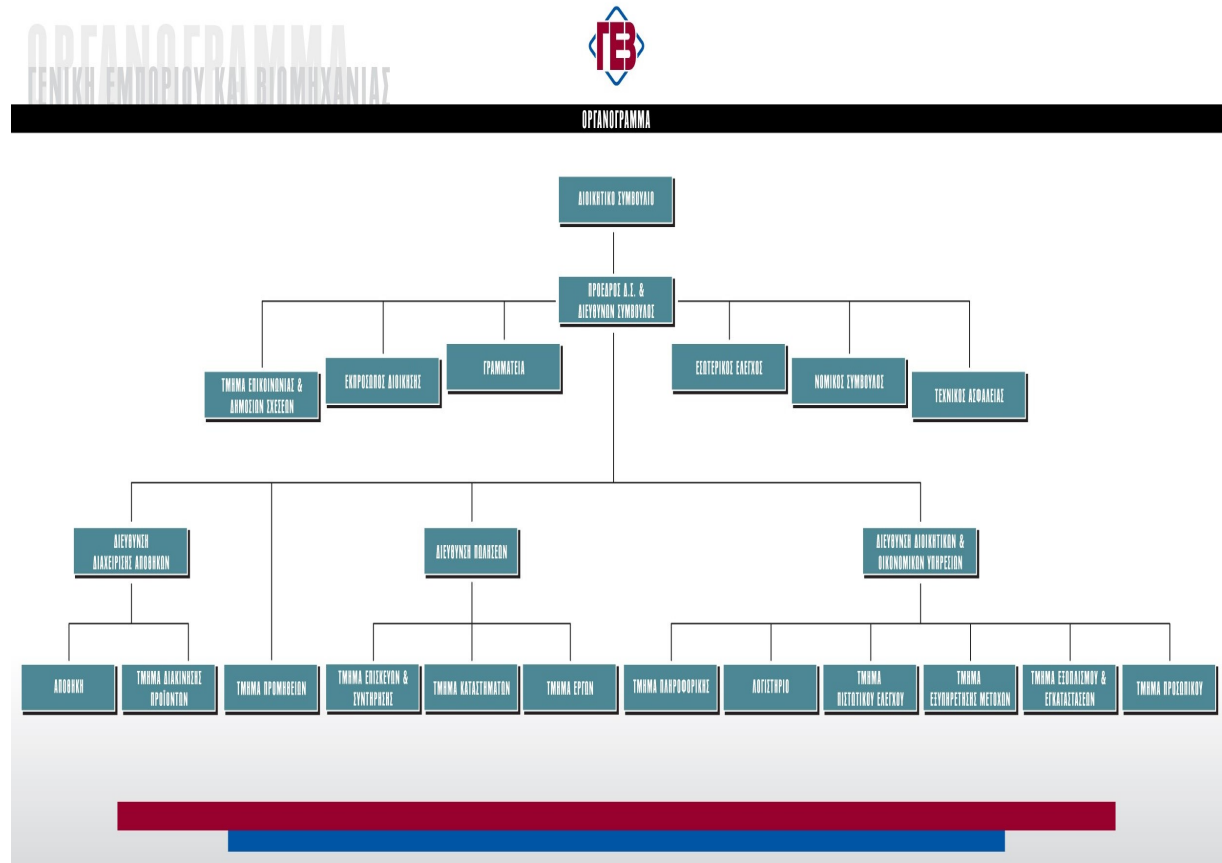 ΟΡΓΑΝΟΓΡΑΜΜΑ
ΓΕΝΙΚΗ ΕΜΠΟΡΙΟΥ ΚΑΙ ΒΙΟΜΗΧΑΝΙΑΣ
ΓΕΒ
ΟΡΓΑΝΟΓΡΑΜΜΑ
ΔΙΟΙΚΗΤΙΚΟ ΣΥΜΒΟΥΛΙΟ
ΠΡΟΕΔΡΟΣ Δ.Σ. &
ΔΙΕΥΘΥΝΩΝ ΣΥΜΒΟΥΛΟΣ
ΤΜΗΜΑ ΕΠΙΚΟΙΝΩΝΙΑΣ &
ΔΗΜΟΣΙΩΝ ΣΧΕΣΕΩΝ
ΕΚΠΡΟΣΩΠΟΣ ΔΙΟΙΚΗΣΗΣ
ΓΡΑΜΜΑΤΕΙΑ
ΕΣΩΤΕΡΙΚΟΣ ΕΛΕΓΧΟΣ
ΝΟΜΙΚΟΣ ΣΥΜΒΟΥΛΟΣ
ΤΕΧΝΙΚΟΣ ΑΣΦΑΛΕΙΑΣ
ΔΙΕΥΘΥΝΣΗ
ΔΙΑΧΕΙΡΙΣΗΣ ΑΠΟΘΗΚΩΝ
ΔΙΕΥΘΥΝΣΗ ΠΩΛΗΣΕΩΝ
ΔΙΕΥΘΥΝΣΗ ΔΙΟΙΚΗΤΙΚΩΝ &
ΟΙΚΟΝΟΜΙΚΩΝ ΥΠΗΡΕΣΙΩΝ
ΑΠΟΘΗΚΗ
ΤΜΗΜΑ ΔΙΑΚΙΝΗΣΗΣ
ΠΡΟΪΟΝΤΩΝ
ΤΜΗΜΑ ΠΡΟΜΗΘΕΙΩΝ
ΤΜΗΜΑ ΕΠΙΣΚΕΥΩΝ &
ΣΥΝΤΗΡΗΣΗΣ
ΤΜΗΜΑ ΚΑΤΑΣΤΗΜΑΤΩΝ
ΤΜΗΜΑ ΕΡΓΩΝ
ΤΜΗΜΑ ΠΛΗΡΟΦΟΡΙΚΗΣ
ΛΟΓΙΣΤΗΡΙΟ
ΤΜΗΜΑ
ΠΙΣΤΩΤΙΚΟΥ ΕΛΕΓΧΟΥ
ΤΜΗΜΑ
ΕΞΥΠΗΡΕΤΗΣΗΣ ΜΕΤΟΧΩΝ
ΤΜΗΜΑ ΕΞΟΠΛΙΣΜΟΥ &
ΕΓΚΑΤΑΣΤΑΣΕΩΝ
ΤΜΗΜΑ ΠΡΟΣΩΠΙΚΟΥ